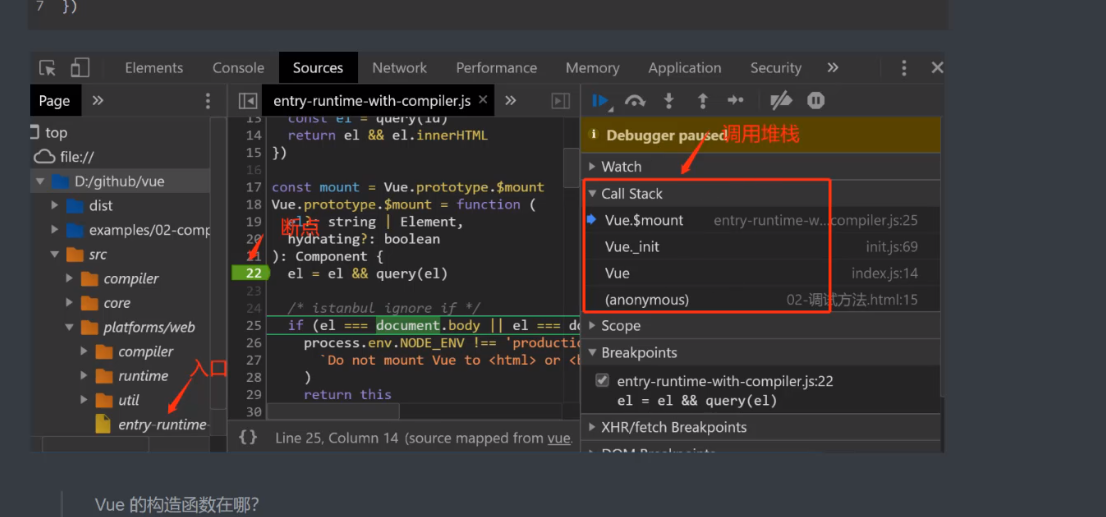 7 })
Elements Console Sources Network Performance Memory Application Security »
Page »
entry-runtime-with-compiler.js × »
top
file://
D:/github/vue
dist
examples/02-comp
src
compiler
core
platforms/web
compiler
runtime
util
entry-runtime-
入口
13 const el = query(id)
14 return el && el.innerHTML
15 })
16
17 const mount = Vue.prototype.$mount
18 Vue.prototype.$mount = function (
19 el?: string | Element,
20 hydrating?: boolean
21 ): Component {
断点
22 el = el && query(el)
23
24 /* istanbul ignore if */
25 if (el === document.body || el === do
26 process.env.NODE_ENV !== 'production
27 `Do not mount Vue to <html> or <b
28 )
29 return this
30
{} Line 25, Column 14 (source mapped from vue.
Debugger paused
调用堆栈
Watch
Call Stack
Vue.$mount entry-runtime-w...compiler.js:25
Vue._init init.js:69
Vue index.js:14
(anonymous) 02-调试方法.html:15
Scope
Breakpoints
entry-runtime-with-compiler.js:22
el = el && query(el)
XHR/fetch Breakpoints
DOM Breakpoints
Vue 的构造函数在哪?